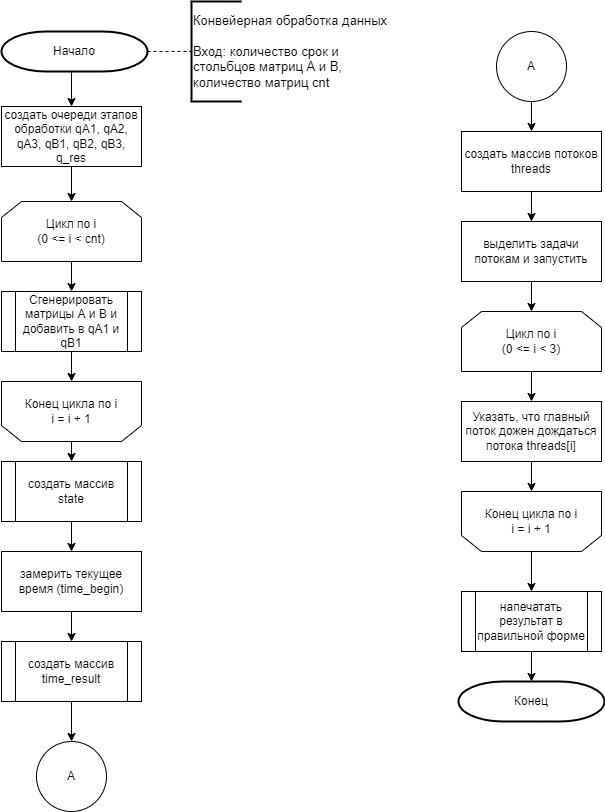 Начало
Конвейерная обработка данных
Вход: количество срок и
столбцов матриц А и В,
количество матриц cnt
создать очереди этапов
обработки qA1, qA2,
qA3, qB1, qB2, qB3,
q_res
Цикл по i
(0 <= i < cnt)
Сгенерировать
матрицы А и В и
добавить в qA1 и
qB1
Конец цикла по i
i = i + 1
создать массив
state
замерить текущее
время (time_begin)
создать массив
time_result
А
А
создать массив потоков
threads
выделить задачи
потокам и запустить
Цикл по i
(0 <= i < 3)
Указать, что главный
поток дожен дождаться
потока threads[i]
Конец цикла по i
i = i + 1
напечатать
результат в
правильной форме
Конец